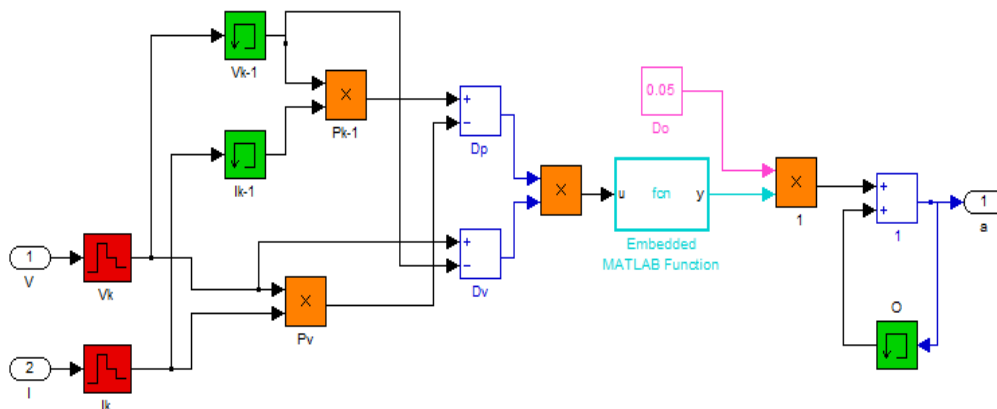 Vk-1
X
Pk-1
+
−
Dp
0.05
Do
Ik-1
X
u
fcn
y
Embedded
MATLAB Function
X
1
+
+
1
1
a
1
V
Vk
X
Pv
+
−
Dv
O
2
I
Ik